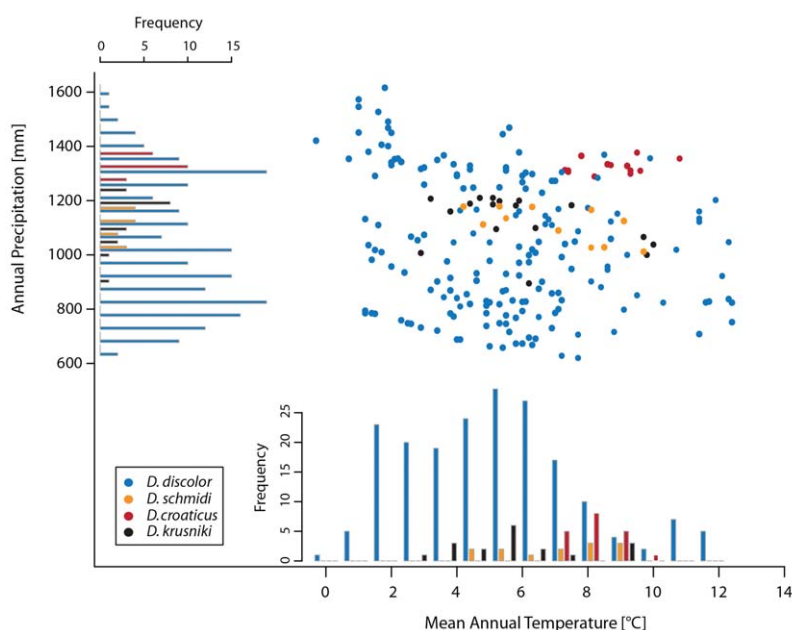 Frequency
0 5 10 15
Annual Precipitation [mm]
1600
1400
1200
1000
800
600
Frequency
25
20
15
10
5
0
D. discolor
D. schmidi
D.croaticus
D. krusniki
0 2 4 6 8 10 12 14
Mean Annual Temperature [°C]